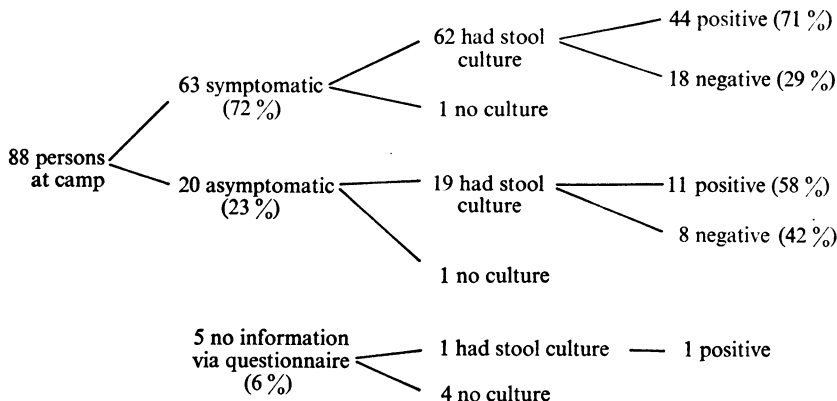 88 persons
at camp
63 symptomatic
(72 %)
62 had stool
culture
44 positive (71 %)
18 negative (29 %)
1 no culture
20 asymptomatic
(23 %)
19 had stool
culture
11 positive (58 %)
8 negative (42 %)
1 no culture
5 no information
via questionnaire
(6 %)
1 had stool culture
1 positive
4 no culture